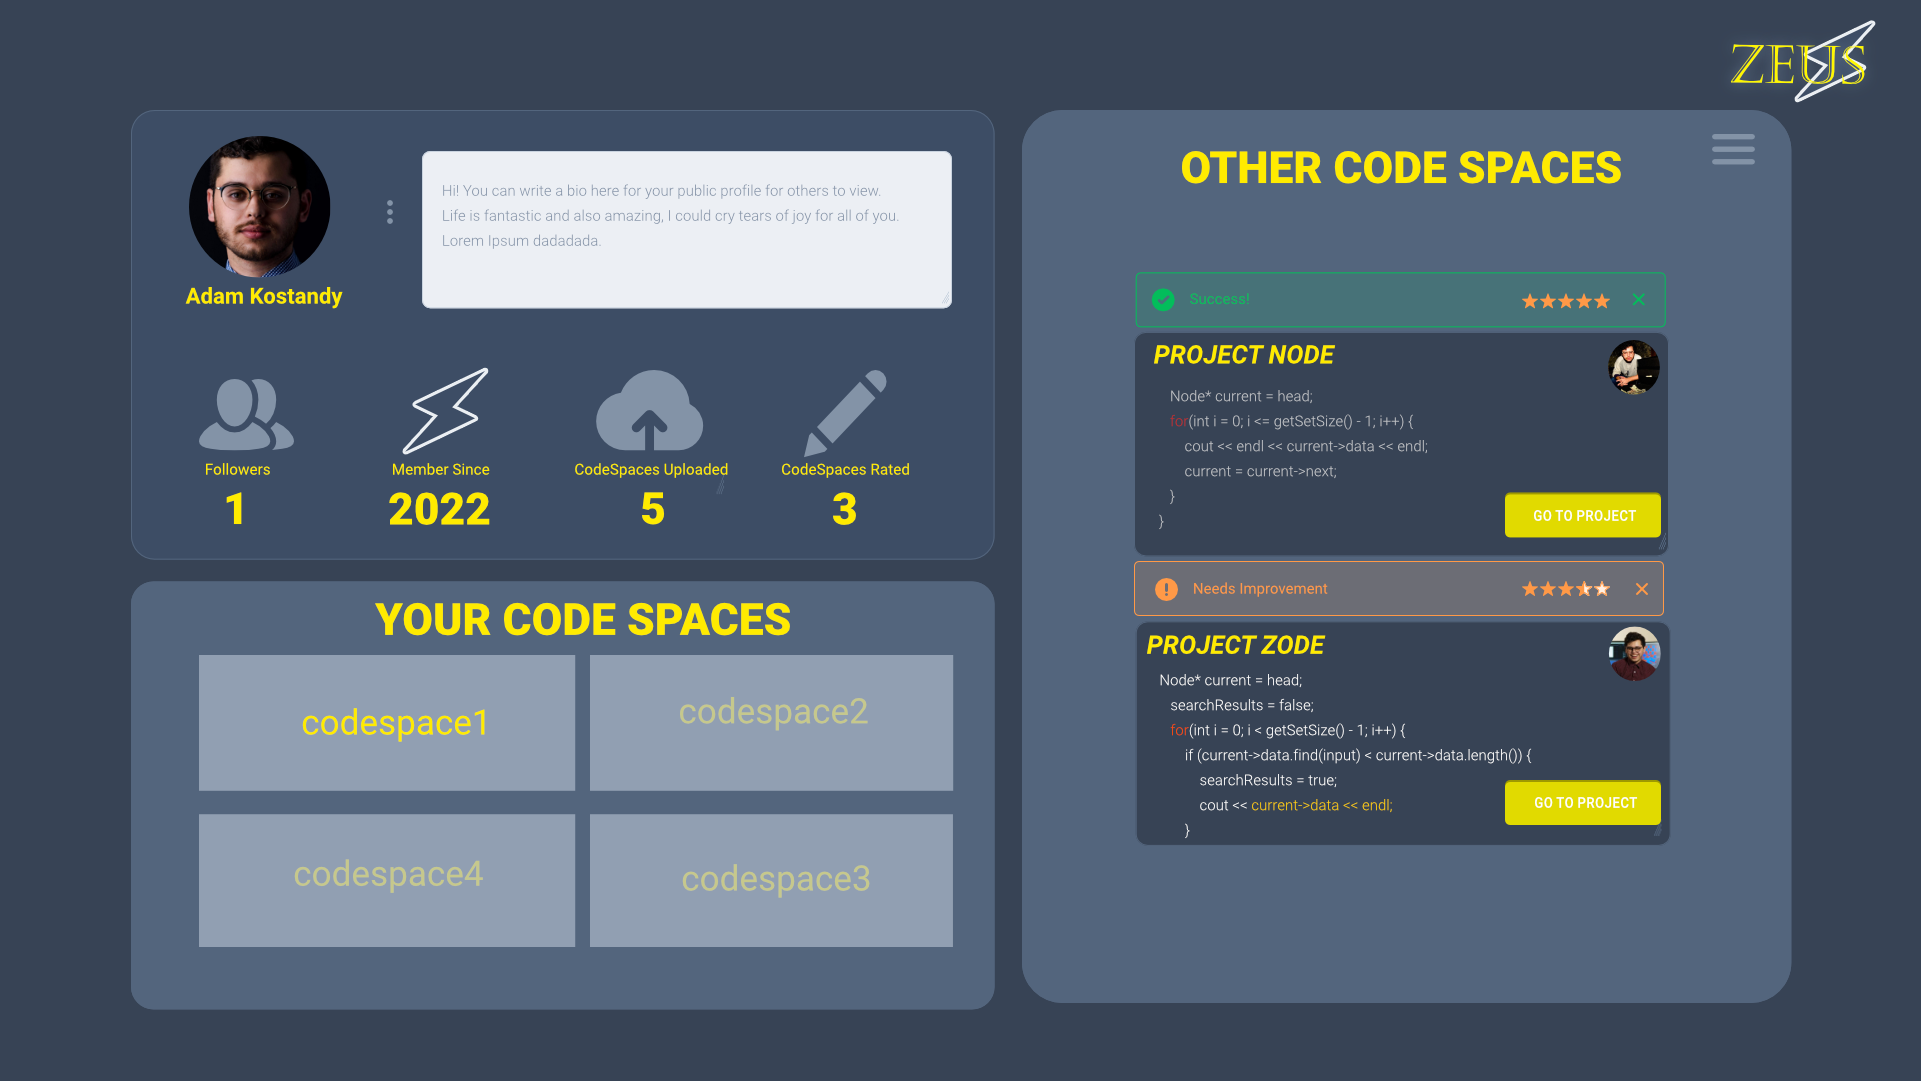 ZEUS
Adam Kostandy
Hi! You can write a bio here for your public profile for others to view.
Life is fantastic and also amazing, I could cry tears of joy for all of you.
Lorem Ipsum dadadada.
Followers
1
Member Since
2022
CodeSpaces Uploaded
5
CodeSpaces Rated
3
YOUR CODE SPACES
codespace1
codespace2
codespace4
codespace3
OTHER CODE SPACES
Success!
PROJECT NODE
Node* current = head;
for(int i = 0; i <= getSetSize() - 1; i++) {
cout << endl << current->data << endl;
current = current->next;
}
}
GO TO PROJECT
Needs Improvement
PROJECT ZODE
Node* current = head;
searchResults = false;
for(int i = 0; i < getSetSize() - 1; i++) {
if (current->data.find(input) < current->data.length()) {
searchResults = true;
cout << current->data << endl;
}
GO TO PROJECT